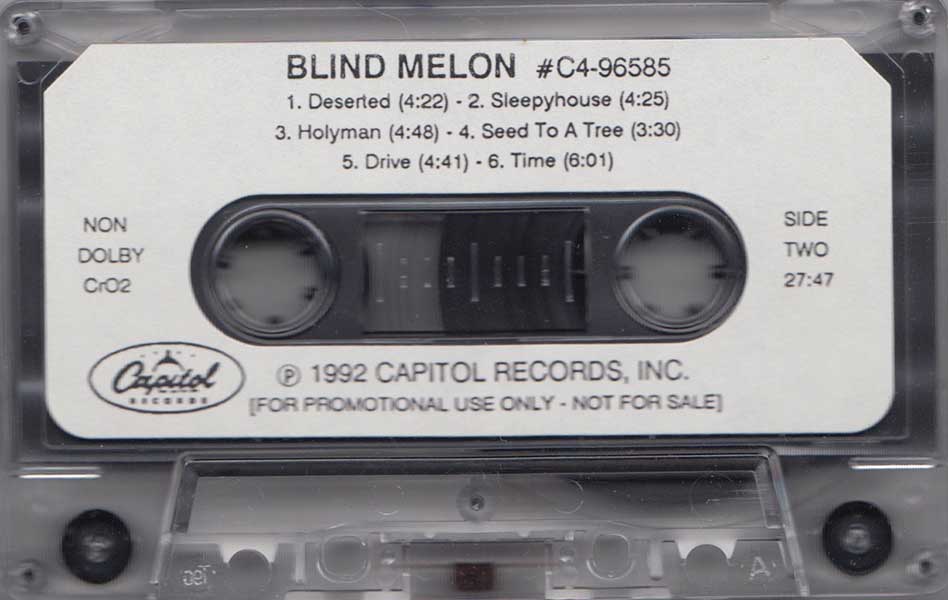 BLIND MELON #C4-96585
1. Deserted (4:22) - 2. Sleepyhouse (4:25)
3. Holyman (4:48) - 4. Seed To A Tree (3:30)
5. Drive (4:41) - 6. Time (6:01)
NON
DOLBY
CrO2
SIDE
TWO
27:47
Capitol
RECORDS
℗ 1992 CAPITOL RECORDS, INC.
[FOR PROMOTIONAL USE ONLY - NOT FOR SALE]
A